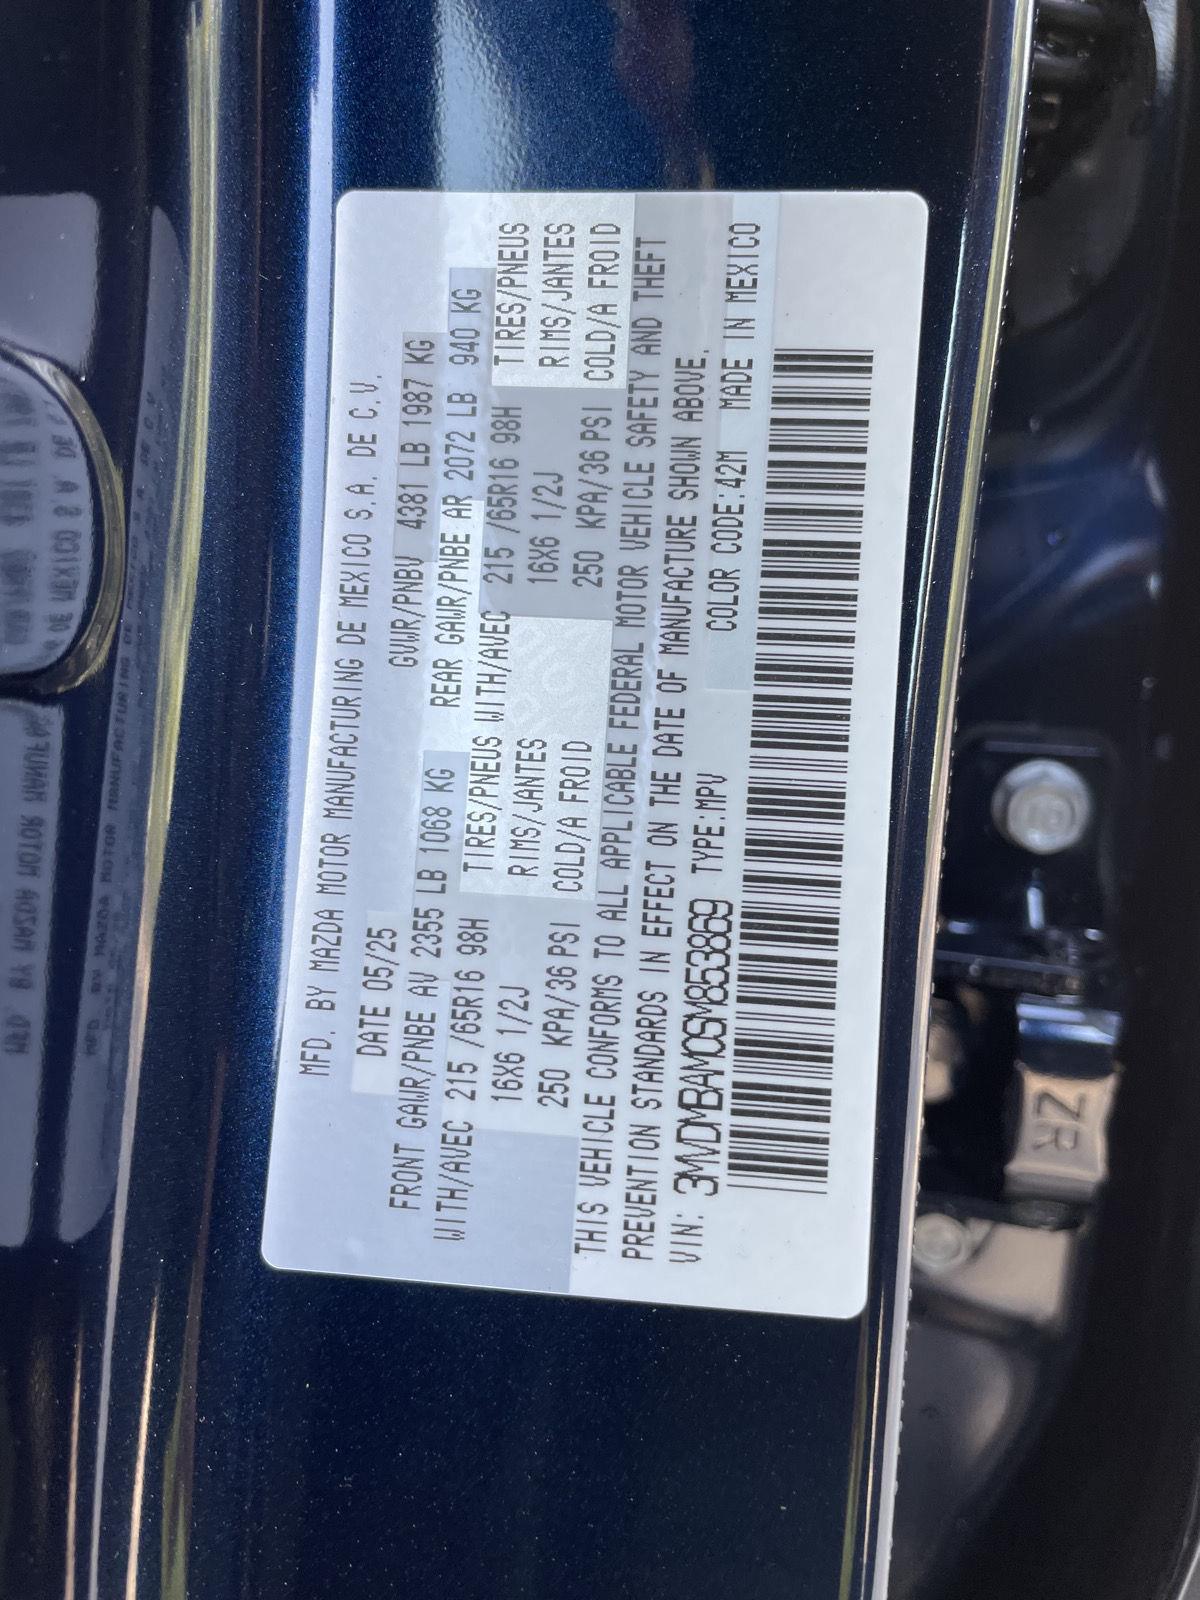 MFD. BY MAZDA MOTOR MANUFACTURING DE MEXICO S.A. DE C.V.
DATE 05/25 GVWR/PNBV 4381 LB 1987 KG
FRONT GAWR/PNBE AV 2355 LB 1068 KG REAR GAWR/PNBE AR 2072 LB 940 KG
WITH/AVEC 215 /65R16 98H TIRES/PNEUS WITH/AVEC 215 /65R16 98H TIRES/PNEUS
16X6 1/2J RIMS/JANTES 16X6 1/2J RIMS/JANTES
250 KPA/36 PSI COLD/A FROID 250 KPA/36 PSI COLD/A FROID
THIS VEHICLE CONFORMS TO ALL APPLICABLE FEDERAL MOTOR VEHICLE SAFETY AND THEFT
PREVENTION STANDARDS IN EFFECT ON THE DATE OF MANUFACTURE SHOWN ABOVE.
VIN: 3MVDMBAM0SM853869 TYPE:MPV COLOR CODE:42M MADE IN MEXICO
ZR